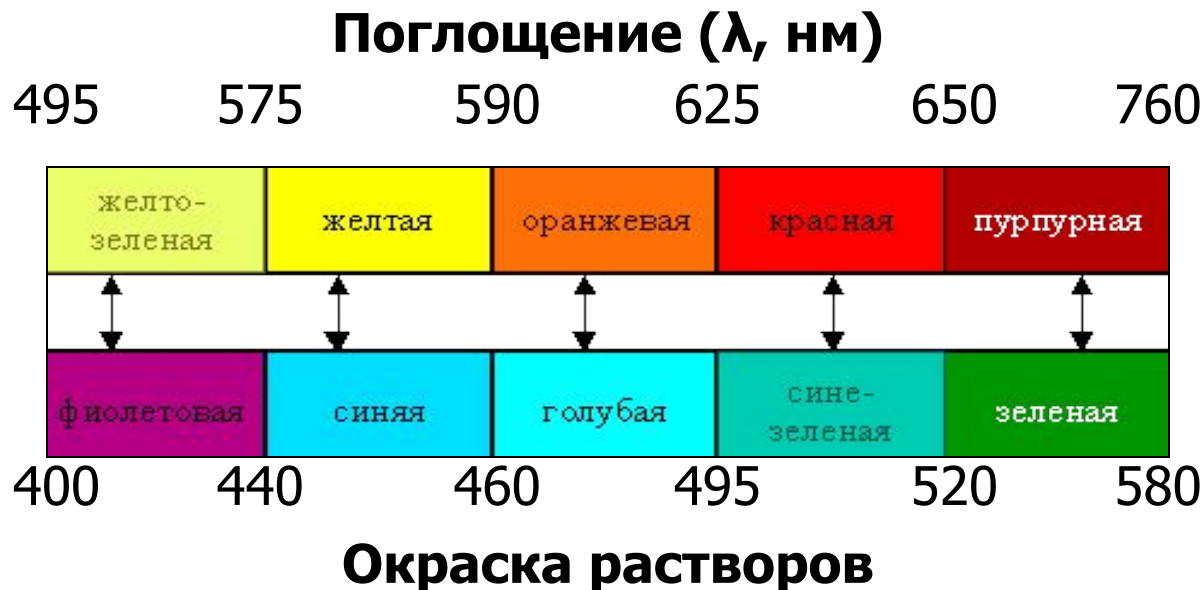 Поглощение (λ, нм)
495 575 590 625 650 760
желто-
зеленая
желтая
оранжевая
красная
пурпурная
фиолетовая
синяя
голубая
сине-
зеленая
зеленая
400 440 460 495 520 580
Окраска растворов